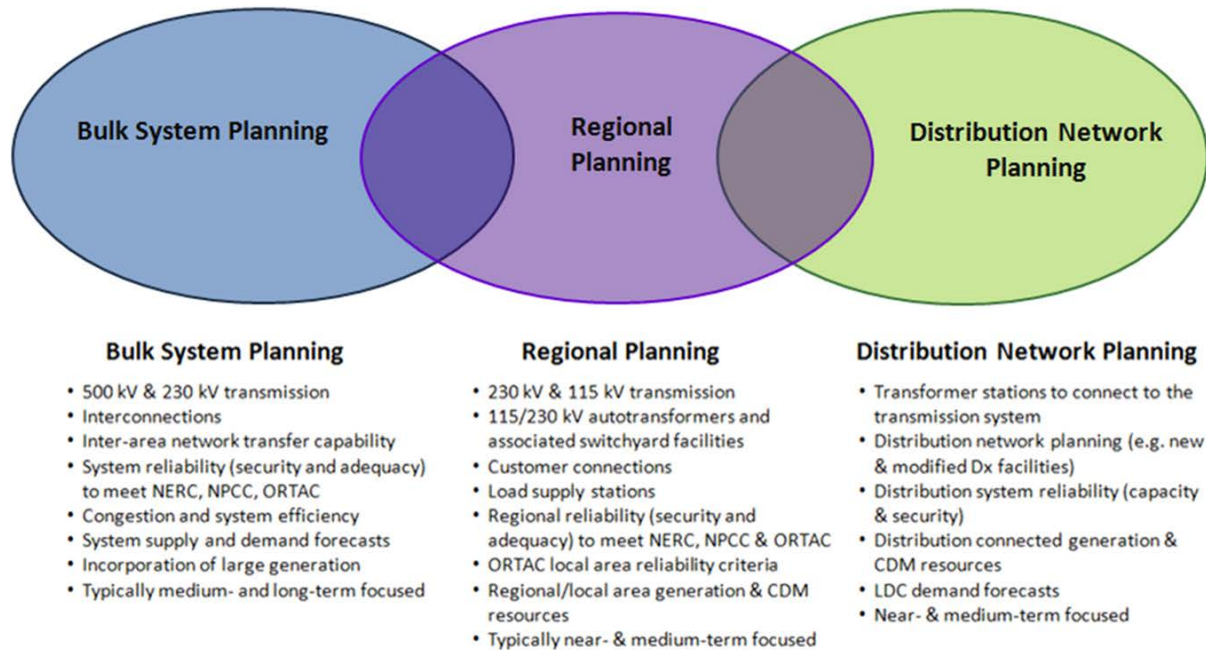 Bulk System Planning
Regional
Planning
Distribution Network
Planning
Bulk System Planning
• 500 kV & 230 kV transmission
• Interconnections
• Inter-area network transfer capability
• System reliability (security and adequacy)
to meet NERC, NPCC, ORTAC
• Congestion and system efficiency
• System supply and demand forecasts
• Incorporation of large generation
• Typically medium- and long-term focused
Regional Planning
• 230 kV & 115 kV transmission
• 115/230 kV autotransformers and
associated switchyard facilities
• Customer connections
• Load supply stations
• Regional reliability (security and
adequacy) to meet NERC, NPCC & ORTAC
• ORTAC local area reliability criteria
• Regional/local area generation & CDM
resources
• Typically near- & medium-term focused
Distribution Network Planning
• Transformer stations to connect to the
transmission system
• Distribution network planning (e.g. new
& modified Dx facilities)
• Distribution system reliability (capacity
& security)
• Distribution connected generation &
CDM resources
• LDC demand forecasts
• Near- & medium-term focused